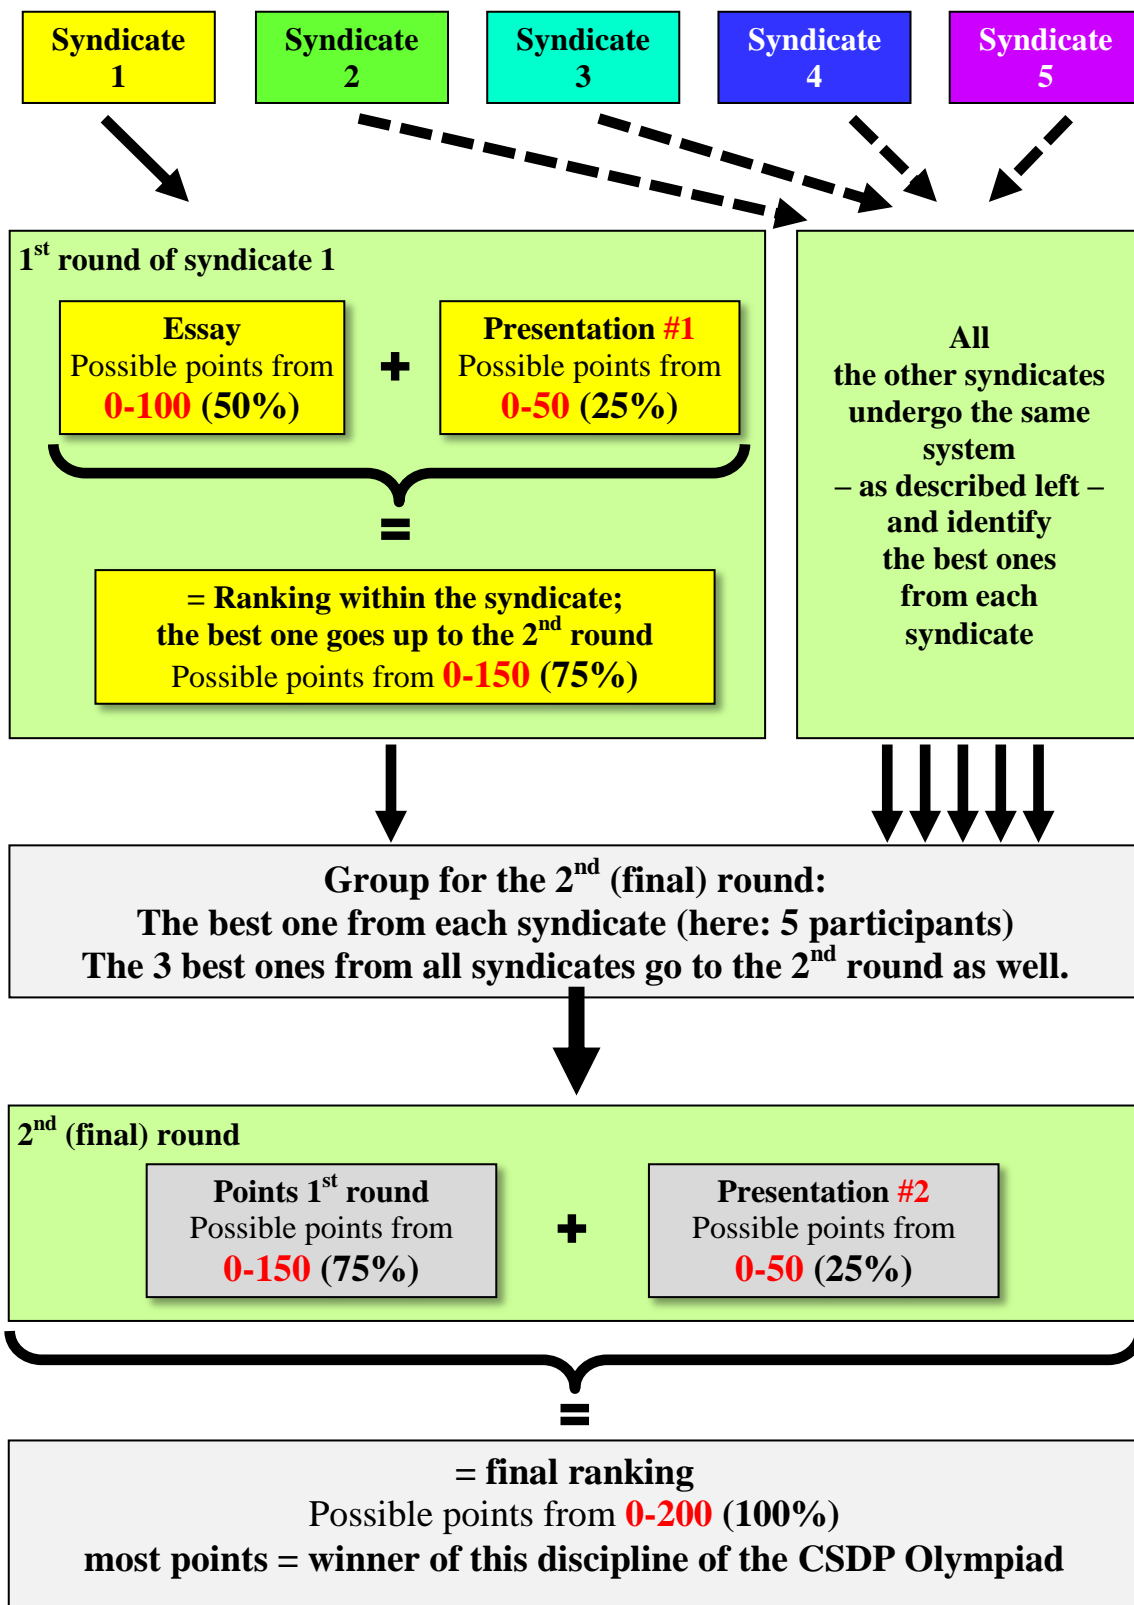 Syndicate
1
Syndicate
2
Syndicate
3
Syndicate
4
Syndicate
5
1st round of syndicate 1
Essay
Possible points from
0-100 (50%)
+
Presentation #1
Possible points from
0-50 (25%)
=
= Ranking within the syndicate;
the best one goes up to the 2nd round
Possible points from 0-150 (75%)
All
the other syndicates
undergo the same
system
– as described left –
and identify
the best ones
from each
syndicate
Group for the 2nd (final) round:
The best one from each syndicate (here: 5 participants)
The 3 best ones from all syndicates go to the 2nd round as well.
2nd (final) round
Points 1st round
Possible points from
0-150 (75%)
+
Presentation #2
Possible points from
0-50 (25%)
=
= final ranking
Possible points from 0-200 (100%)
most points = winner of this discipline of the CSDP Olympiad